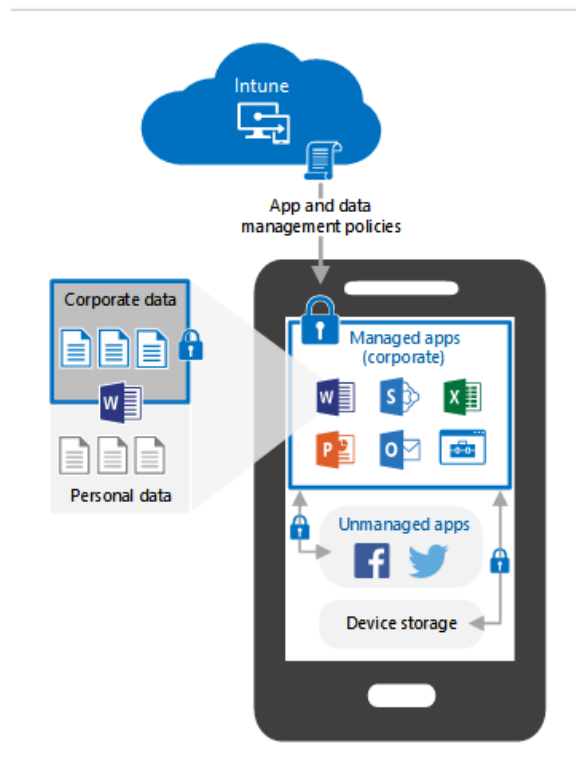 Intune
App and data
management policies
Corporate data
W
Personal data
Managed apps
(corporate)
W
S
X
P
O
Unmanaged apps
f
Device storage